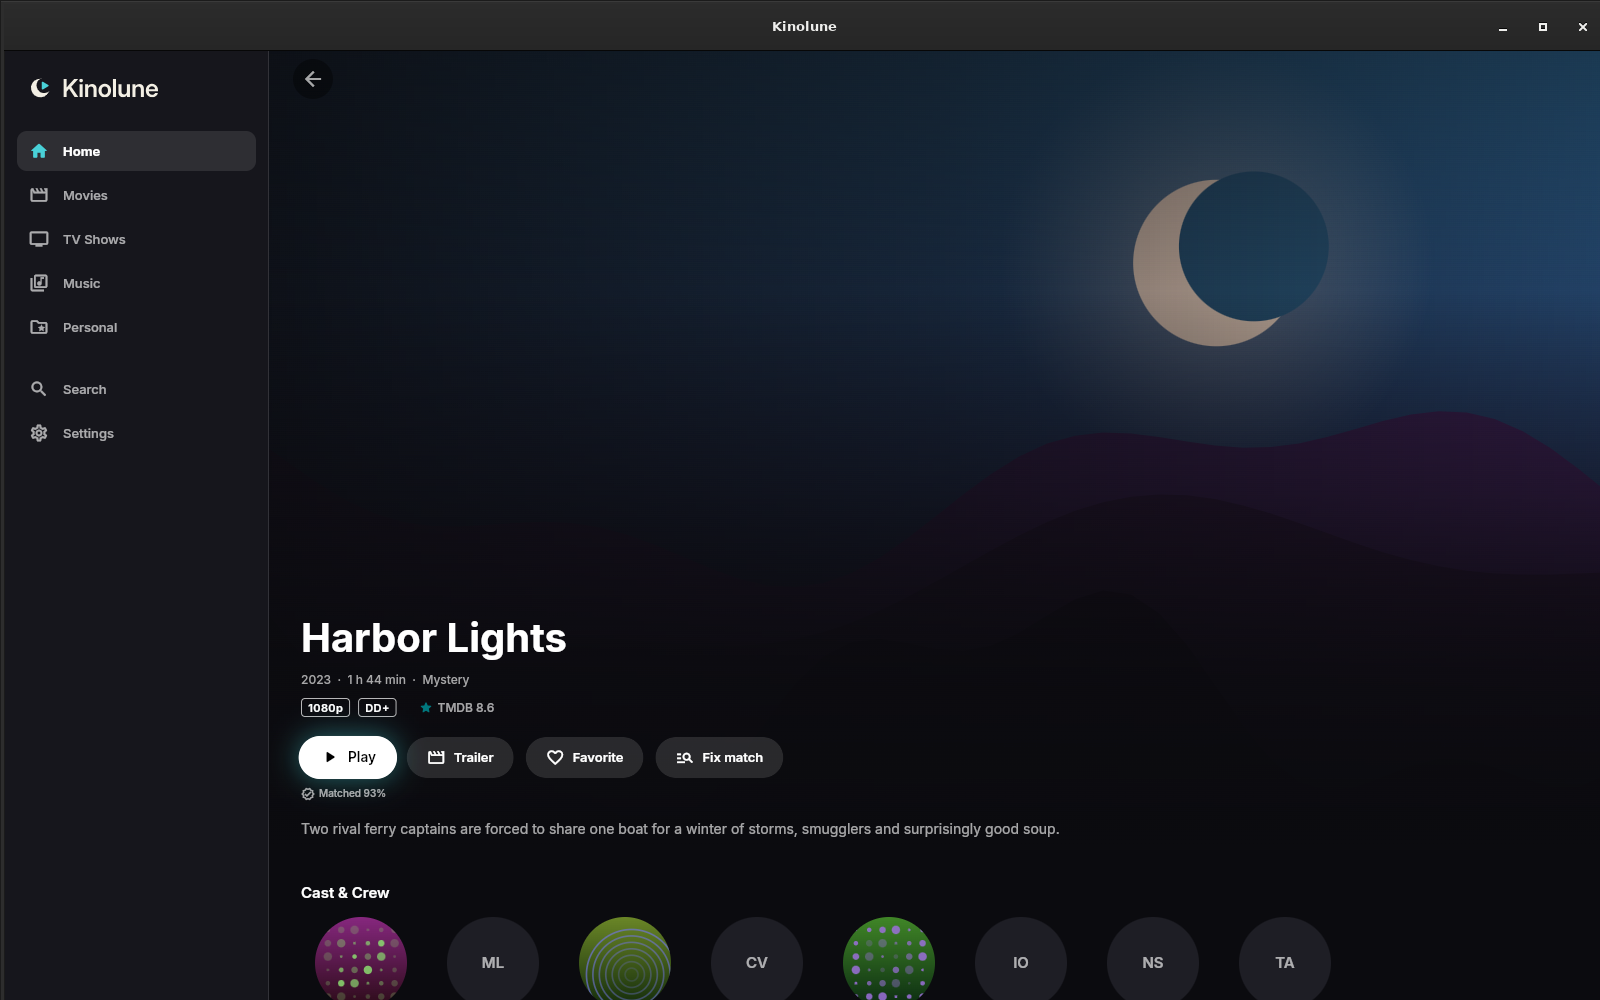 Kinolune
Kinolune
Home
Movies
TV Shows
Music
Personal
Search
Settings
Harbor Lights
2023 · 1 h 44 min · Mystery
1080p DD+ TMDB 8.6
Play Trailer Favorite Fix match
Matched 93%
Two rival ferry captains are forced to share one boat for a winter of storms, smugglers and surprisingly good soup.
Cast & Crew
ML CV IO NS TA